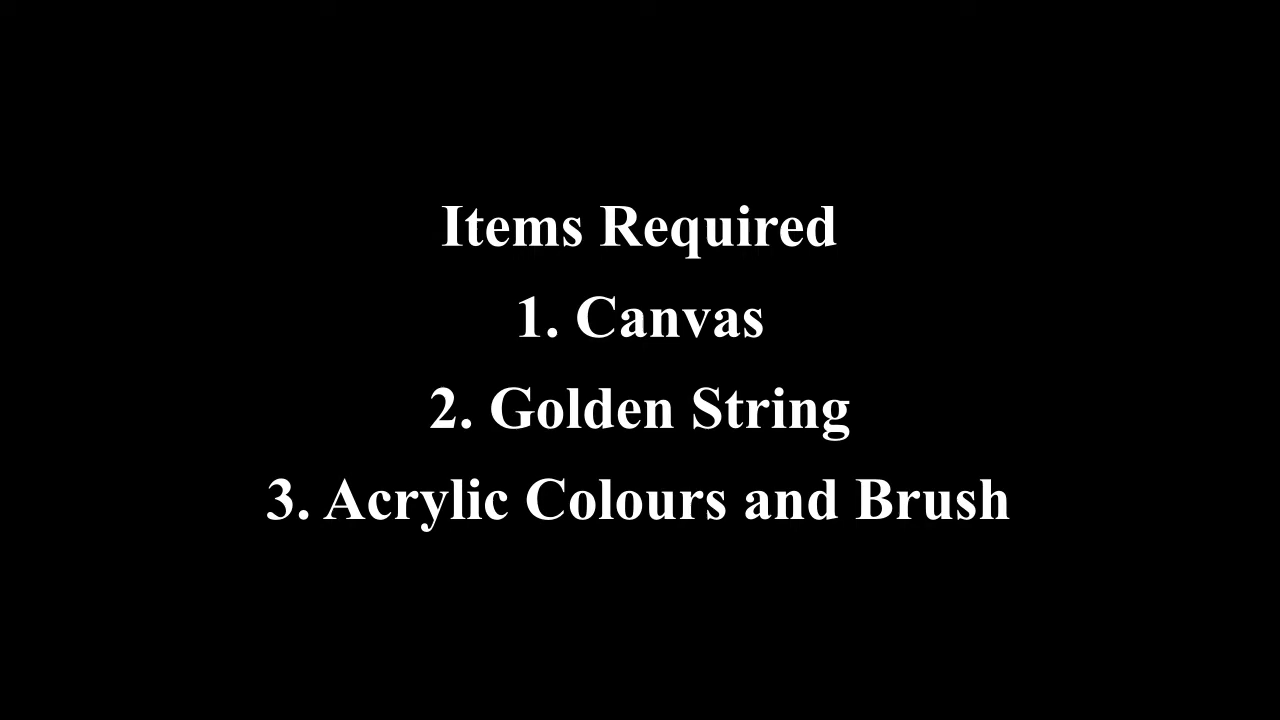 Items Required
1. Canvas
2. Golden String
3. Acrylic Colours and Brush